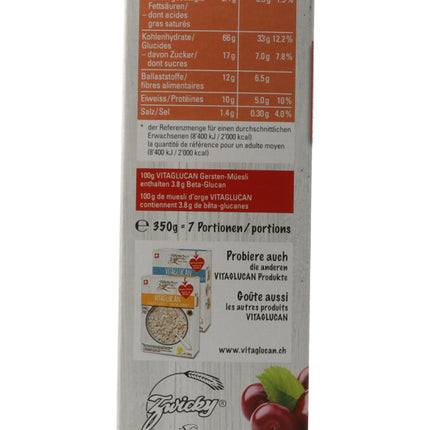 Fettsäuren/
– dont acides
gras saturés
Kohlenhydrate/ 66g 33g 12.2%
Glucides
– davon Zucker/ 17g 7.0g 7.8%
dont sucres
Ballaststoffe/ 12g 6.5g
fibres alimentaires
Eiweiss/Protéines 10g 5.0g 10%
Salz/Sel 1.4g 0.30g 4.0%
* der Referenzmenge für einen durchschnittlichen
Erwachsenen (8'400 kJ / 2'000 kcal)
la quantité de référence pour un adulte moyen
(8'400 kJ / 2'000 kcal)
100g VITAGLUCAN Gersten-Müesli
enthalten 3.8g Beta-Glucan
100g de muesli d'orge VITAGLUCAN
contiennent 3.8g de bêta-glucanes
℮ 350g = 7 Portionen/portions
Probiere auch
die anderen
VITAGLUCAN Produkte
Goûte aussi
les autres produits
VITAGLUCAN
VITAGLUCAN
VITAGLUCAN
www.vitaglucan.ch
Zwicky ®